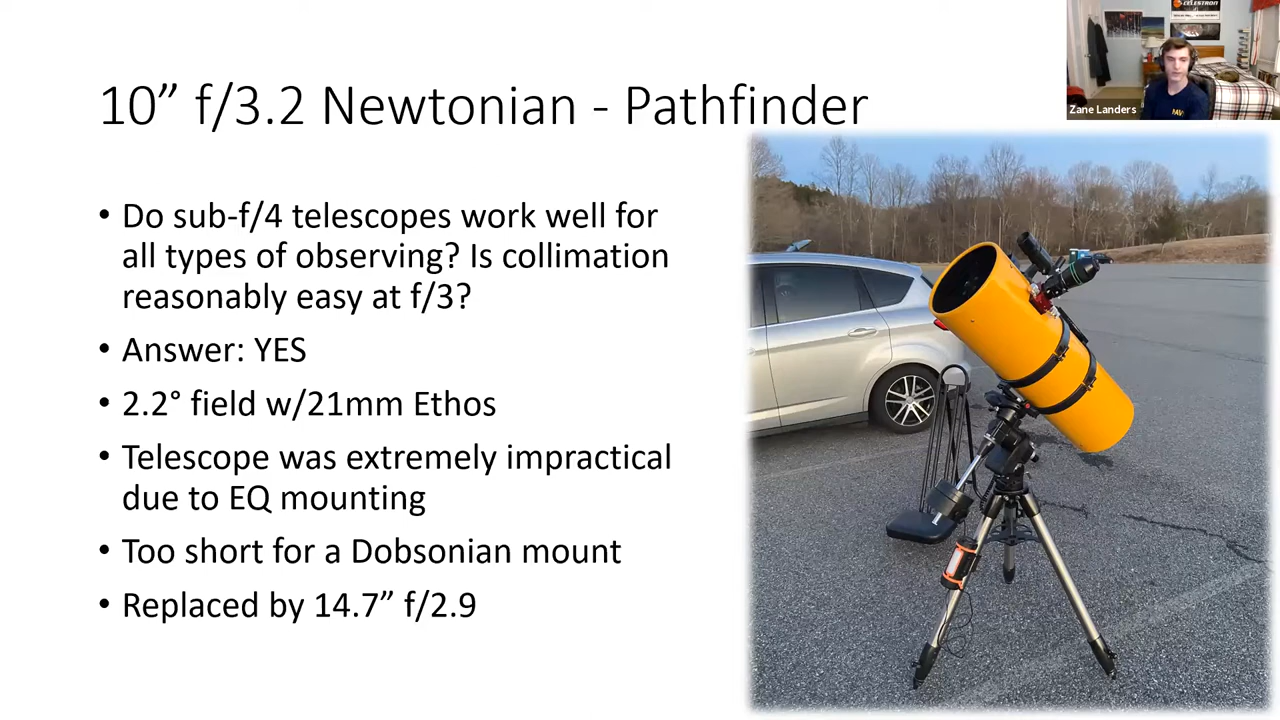 10” f/3.2 Newtonian - Pathfinder
CELESTRON
Zane Landers
• Do sub-f/4 telescopes work well for
all types of observing? Is collimation
reasonably easy at f/3?
• Answer: YES
• 2.2° field w/21mm Ethos
• Telescope was extremely impractical
due to EQ mounting
• Too short for a Dobsonian mount
• Replaced by 14.7” f/2.9